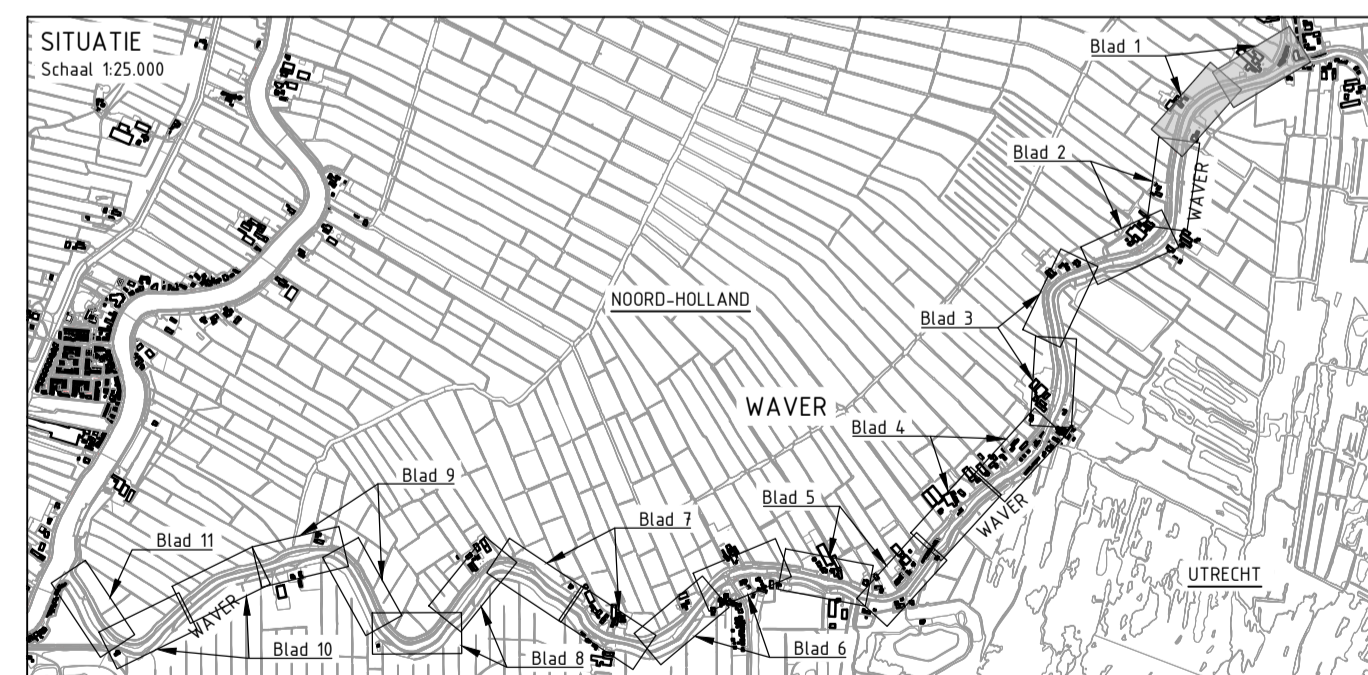 SITUATIE
Schaal 1:25.000
Blad 1
Blad 2
WAVER
NOORD-HOLLAND
Blad 3
WAVER
Blad 4
Blad 9
Blad 5
Blad 7
WAVER
Blad 11
UTRECHT
WAVER
Blad 10
Blad 8
Blad 6